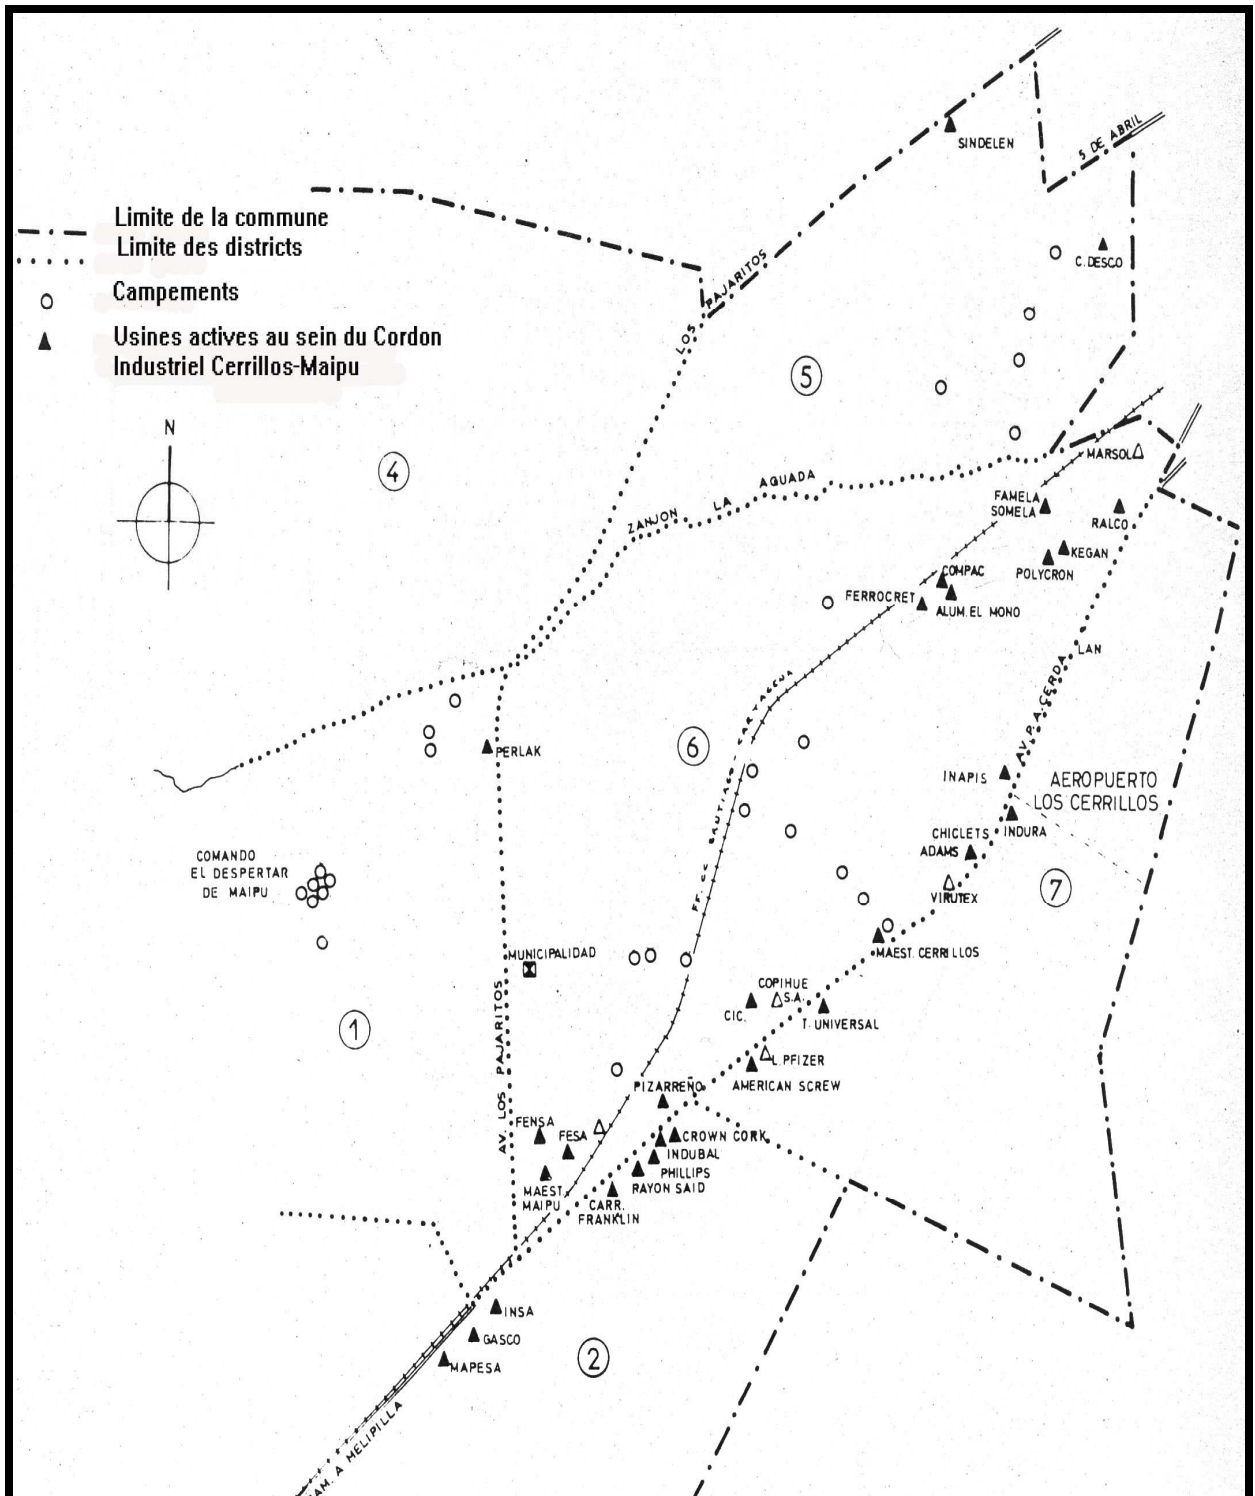 SINDELEN
5 DE ABRIL
Limite de la commune
Limite des districts
Campements
Usines actives au sein du Cordon
Industriel Cerrillos-Maipu
C. DESCO
LOS PAJARITOS
5
N
4
MARSOL
ZANJON LA AGUADA
FAMELA
SOMELA
RALCO
KEGAN
POLYCRON
COMPAC
FERROCRET
ALUM. EL MONO
LAN
AV. P. A. CERDA
PERLAK
6
INAPIS
AEROPUERTO
LOS CERRILLOS
INDURA
CHICLETS
ADAMS
VIRUTEX
7
COMANDO
EL DESPERTAR
DE MAIPU
FF. CC
MUNICIPALIDAD
MAEST. CERRILLOS
COPIHUE
S.A.
CIC.
T. UNIVERSAL
1
AV. LOS PAJARITOS
L. PFIZER
AMERICAN SCREW
PIZARREÑO
FENSA
FESA
CROWN CORK
INDUBAL
PHILLIPS
RAYON SAID
MAEST.
MAIPU
CARR.
FRANKLIN
INSA
GASCO
MAPESA
2
CAM. A MELIPILLA